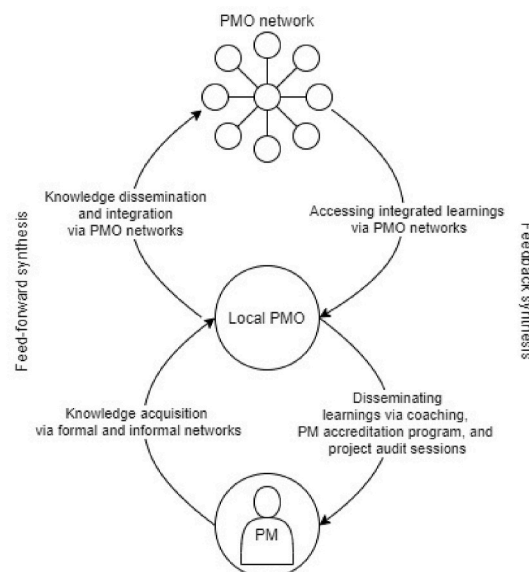 PMO network
Knowledge dissemination
and integration
via PMO networks
Accessing integrated learnings
via PMO networks
Feed-forward synthesis
Feedback synthesis
Local PMO
Knowledge acquisition
via formal and informal networks
Disseminating
learnings via coaching,
PM accreditation program, and
project audit sessions
PM